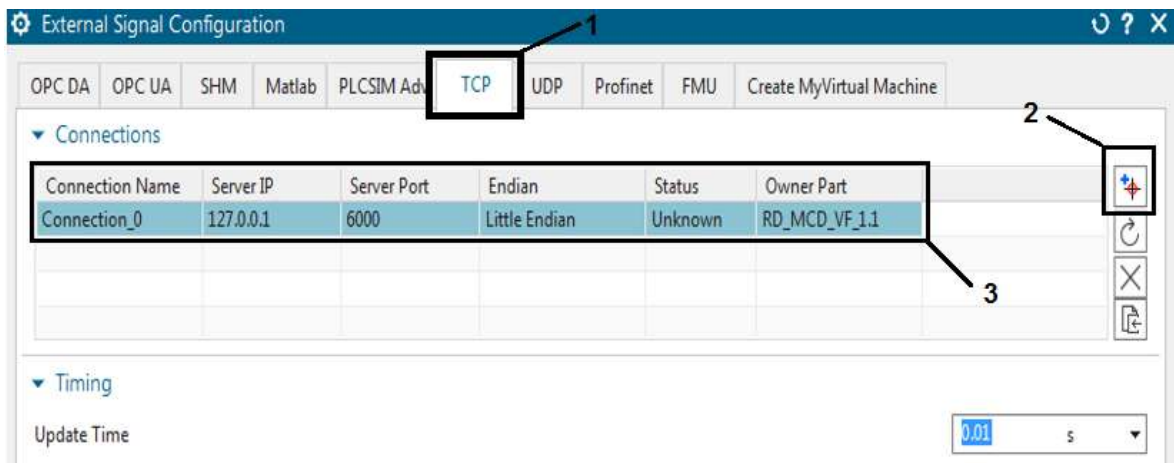 External Signal Configuration ? X
1
OPC DA OPC UA SHM Matlab PLCSIM Adv TCP UDP Profinet FMU Create MyVirtual Machine
2
Connections
Connection Name Server IP Server Port Endian Status Owner Part
Connection_0 127.0.0.1 6000 Little Endian Unknown RD_MCD_VF_1.1
3
Timing
Update Time 0.01 s